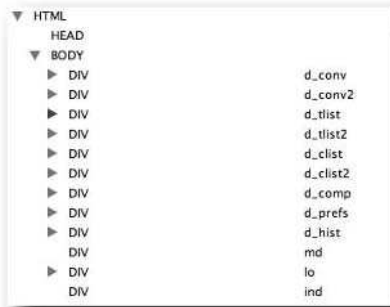 HTML
HEAD
BODY
DIV d_conv
DIV d_conv2
DIV d_tlist
DIV d_tlist2
DIV d_clist
DIV d_clist2
DIV d_comp
DIV d_prefs
DIV d_hist
DIV md
DIV lo
DIV ind